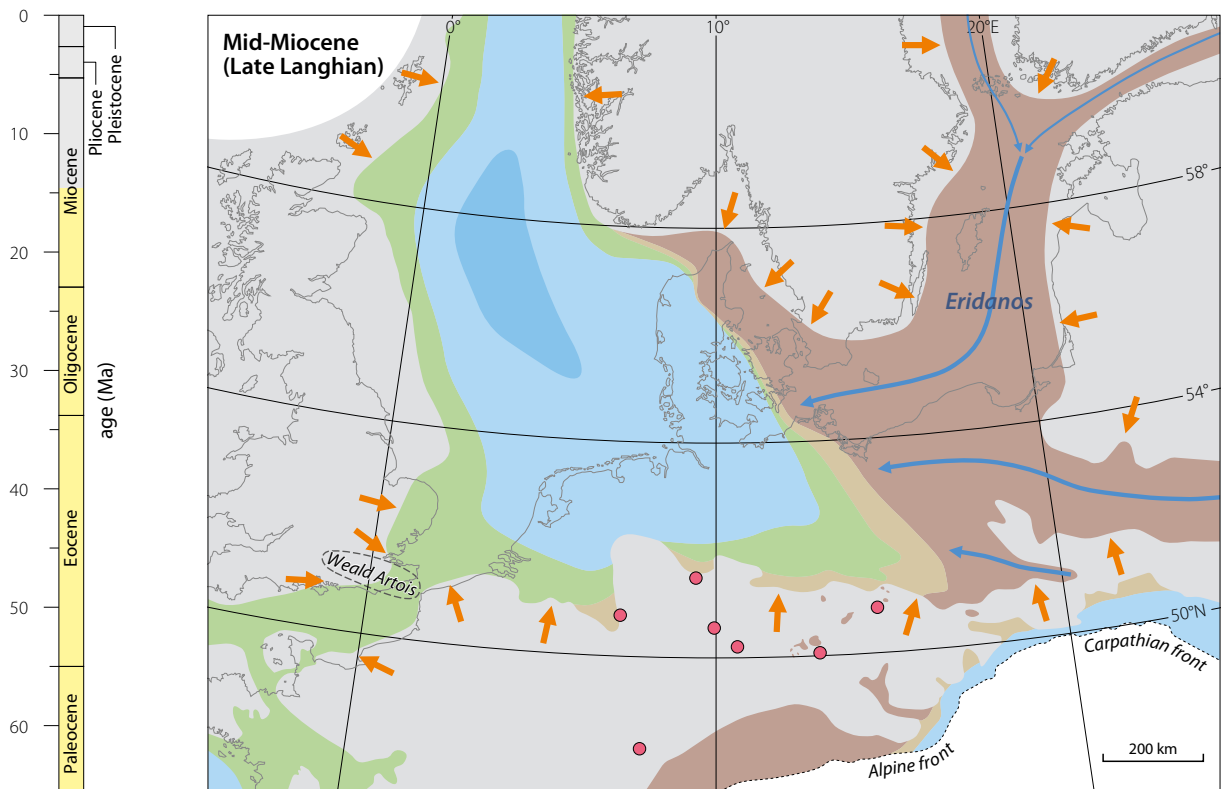 0
10
20
30
40
50
60
age (Ma)
Pleistocene
Pliocene
Miocene
Oligocene
Eocene
Paleocene
Mid-Miocene
(Late Langhian)
0°
10°
20°E
58°
54°
50°N
Eridanos
Weald Artois
Carpathian front
Alpine front
200 km